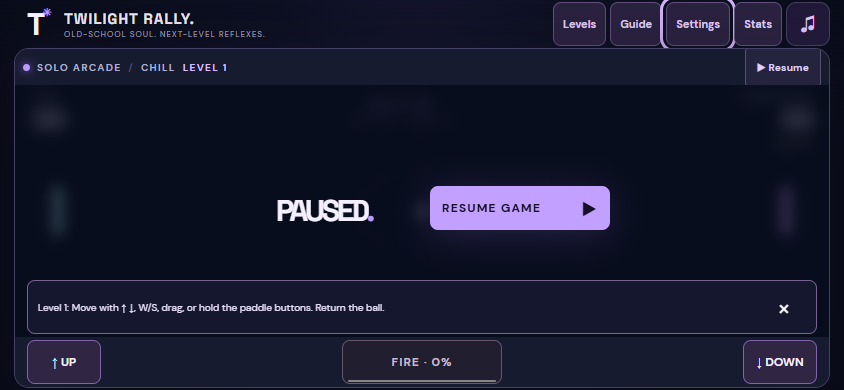 T
TWILIGHT RALLY.
OLD-SCHOOL SOUL. NEXT-LEVEL REFLEXES.
Levels
Guide
Settings
Stats
SOLO ARCADE / CHILL LEVEL 1
▶ Resume
PAUSED.
RESUME GAME ▶
Level 1: Move with ↑ ↓, W/S, drag, or hold the paddle buttons. Return the ball.
×
↑ UP
FIRE · 0%
↓ DOWN